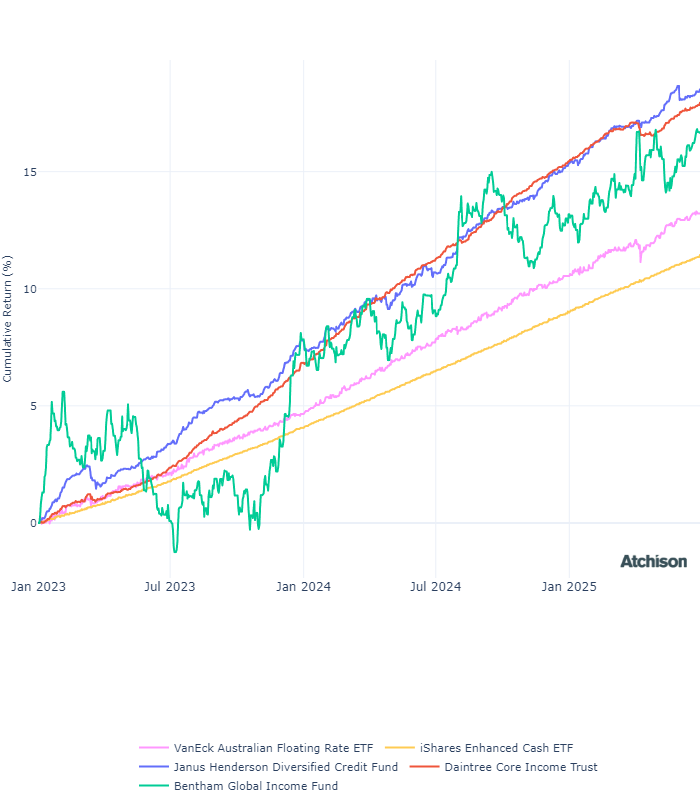 Cumulative Return (%)
15
10
5
0
Jan 2023 Jul 2023 Jan 2024 Jul 2024 Jan 2025
Atchison
VanEck Australian Floating Rate ETF iShares Enhanced Cash ETF
Janus Henderson Diversified Credit Fund Daintree Core Income Trust
Bentham Global Income Fund